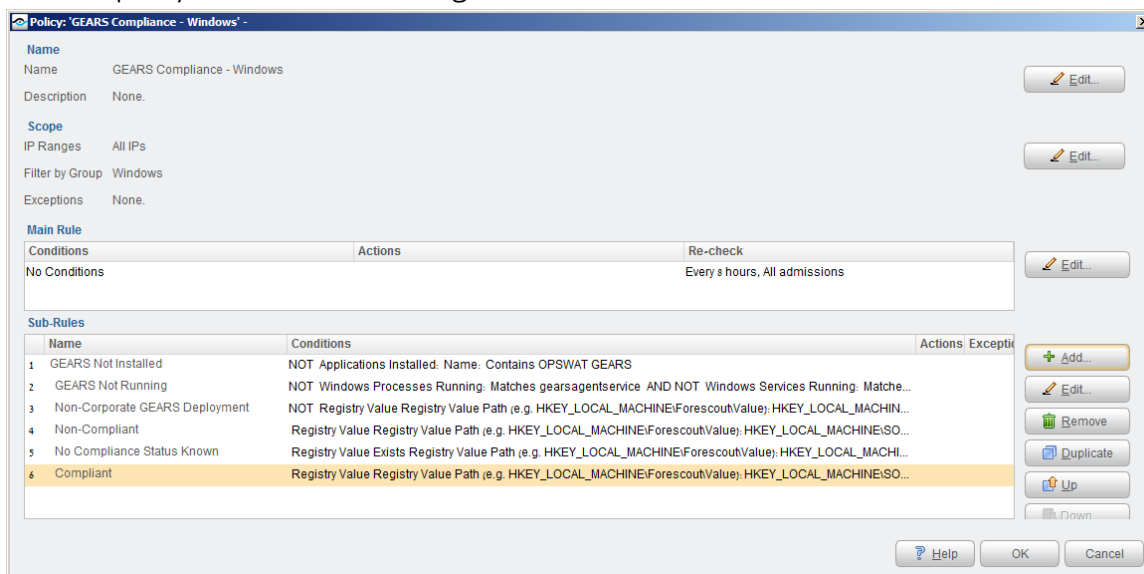 Policy: 'GEARS Compliance - Windows' -
Name
Name GEARS Compliance - Windows
Edit...
Description None.
Scope
IP Ranges All IPs
Edit...
Filter by Group Windows
Exceptions None.
Main Rule
Conditions Actions Re-check
No Conditions Every 8 hours, All admissions
Edit...
Sub-Rules
Name Conditions Actions Exceptio
1 GEARS Not Installed NOT Applications Installed: Name: Contains OPSWAT GEARS
Add...
2 GEARS Not Running NOT Windows Processes Running: Matches gearsagentservice AND NOT Windows Services Running: Matche...
Edit...
3 Non-Corporate GEARS Deployment NOT Registry Value Registry Value Path (e.g. HKEY_LOCAL_MACHINE\Forescout\Value): HKEY_LOCAL_MACHIN...
4 Non-Compliant Registry Value Registry Value Path (e.g. HKEY_LOCAL_MACHINE\Forescout\Value): HKEY_LOCAL_MACHINE\SO...
Remove
5 No Compliance Status Known Registry Value Exists Registry Value Path (e.g. HKEY_LOCAL_MACHINE\Forescout\Value): HKEY_LOCAL_MACHI...
Duplicate
6 Compliant Registry Value Registry Value Path (e.g. HKEY_LOCAL_MACHINE\Forescout\Value): HKEY_LOCAL_MACHINE\SO...
Up
Down
Help OK Cancel